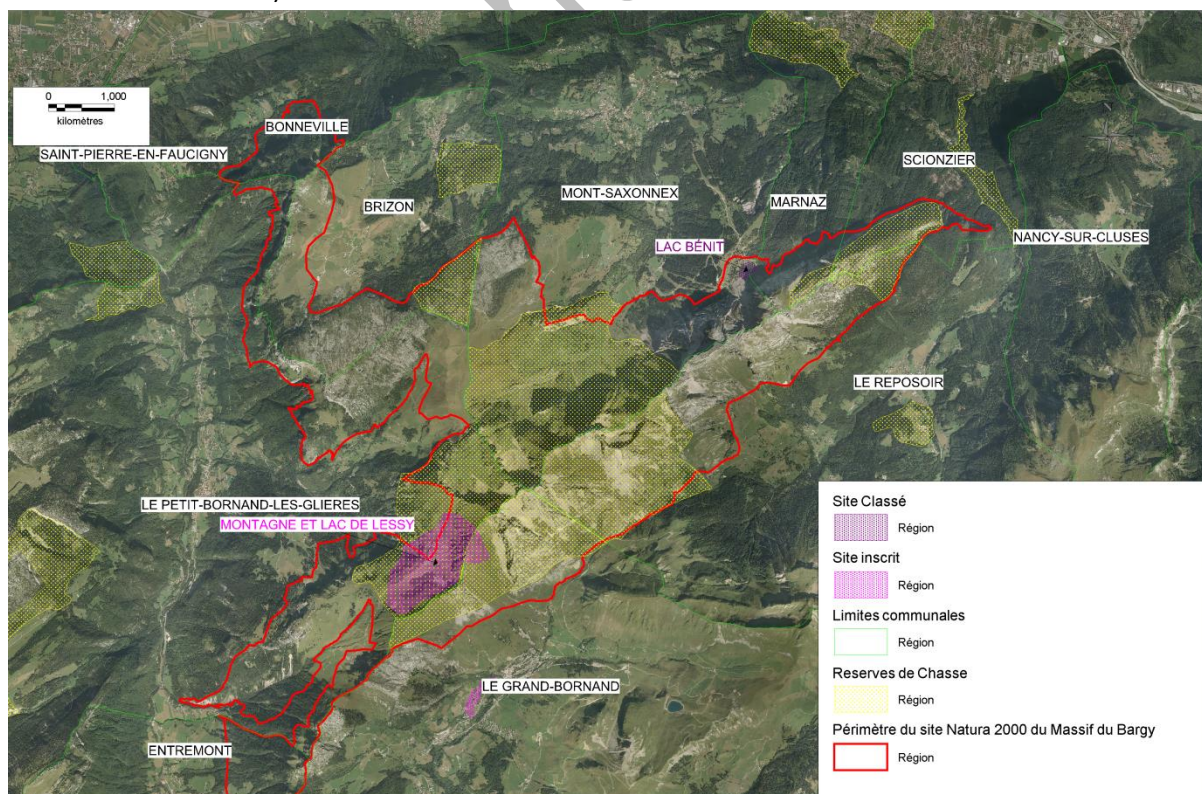 0 1,000
kilomètres
BONNEVILLE
SAINT-PIERRE-EN-FAUCIGNY
SCIONZIER
MONT-SAXONNEX
MARNAZ
BRIZON
NANCY-SUR-CLUSES
LAC BÉNIT
LE REPOSOIR
LE PETIT-BORNAND-LES-GLIERES
MONTAGNE ET LAC DE LESSY
LE GRAND-BORNAND
ENTREMONT
Site Classé
Région
Site inscrit
Région
Limites communales
Région
Reserves de Chasse
Région
Périmètre du site Natura 2000 du Massif du Bargy
Région